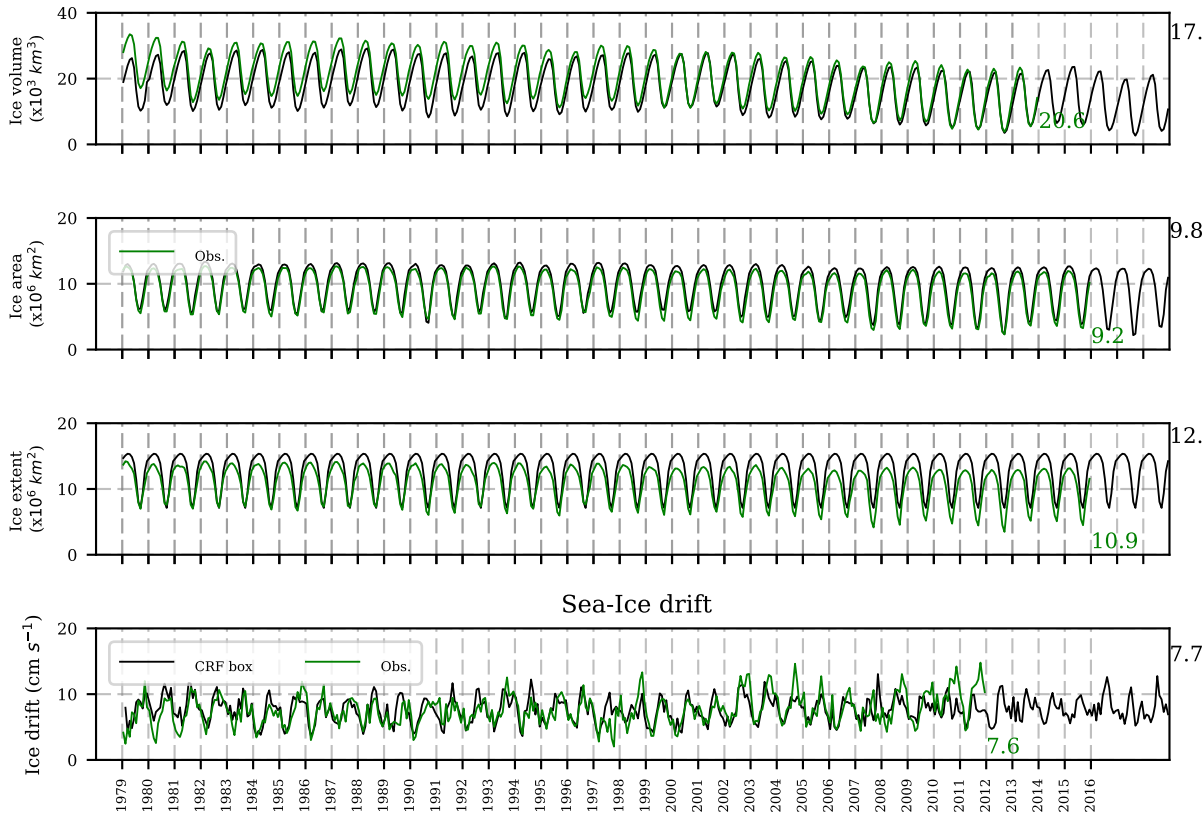 40
20
0
Ice volume
(x10³ km³)
17.
20.6
20
10
0
Ice area
(x10⁶ km²)
Obs.
9.8
9.2
20
10
0
Ice extent
(x10⁶ km²)
12.
10.9
Sea-Ice drift
20
10
0
Ice drift (cm s⁻¹)
CRF box Obs.
7.7
7.6
1979 1980 1981 1982 1983 1984 1985 1986 1987 1988 1989 1990 1991 1992 1993 1994 1995 1996 1997 1998 1999 2000 2001 2002 2003 2004 2005 2006 2007 2008 2009 2010 2011 2012 2013 2014 2015 2016